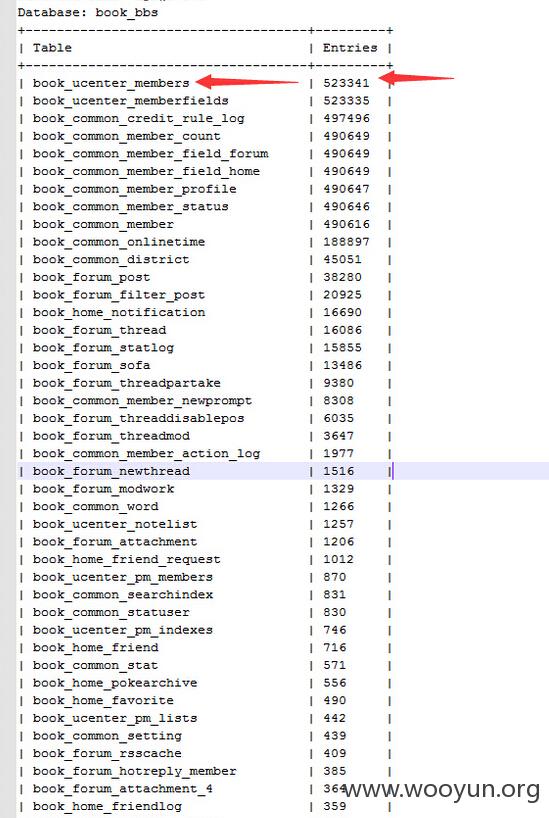 Database: book_bbs
+------------------------------------+---------+
| Table | Entries |
+------------------------------------+---------+
| book_ucenter_members | 523341 |
| book_ucenter_memberfields | 523335 |
| book_common_credit_rule_log | 497496 |
| book_common_member_count | 490649 |
| book_common_member_field_forum | 490649 |
| book_common_member_field_home | 490649 |
| book_common_member_profile | 490647 |
| book_common_member_status | 490646 |
| book_common_member | 490616 |
| book_common_onlinetime | 188897 |
| book_common_district | 45051 |
| book_forum_post | 38280 |
| book_forum_filter_post | 20925 |
| book_home_notification | 16690 |
| book_forum_thread | 16086 |
| book_forum_statlog | 15855 |
| book_forum_sofa | 13486 |
| book_forum_threadpartake | 9380 |
| book_common_member_newprompt | 8308 |
| book_forum_threaddisablepos | 6035 |
| book_forum_threadmod | 3647 |
| book_common_member_action_log | 1977 |
| book_forum_newthread | 1516 |
| book_forum_modwork | 1329 |
| book_common_word | 1266 |
| book_ucenter_notelist | 1257 |
| book_forum_attachment | 1206 |
| book_home_friend_request | 1012 |
| book_ucenter_pm_members | 870 |
| book_common_searchindex | 831 |
| book_common_statuser | 830 |
| book_ucenter_pm_indexes | 746 |
| book_home_friend | 716 |
| book_common_stat | 571 |
| book_home_pokearchive | 556 |
| book_home_favorite | 490 |
| book_ucenter_pm_lists | 442 |
| book_common_setting | 439 |
| book_forum_rsscache | 409 |
| book_forum_hotreply_member | 385 |
| book_forum_attachment_4 | 364 |
www.wooyun.org
| book_home_friendlog | 359 |